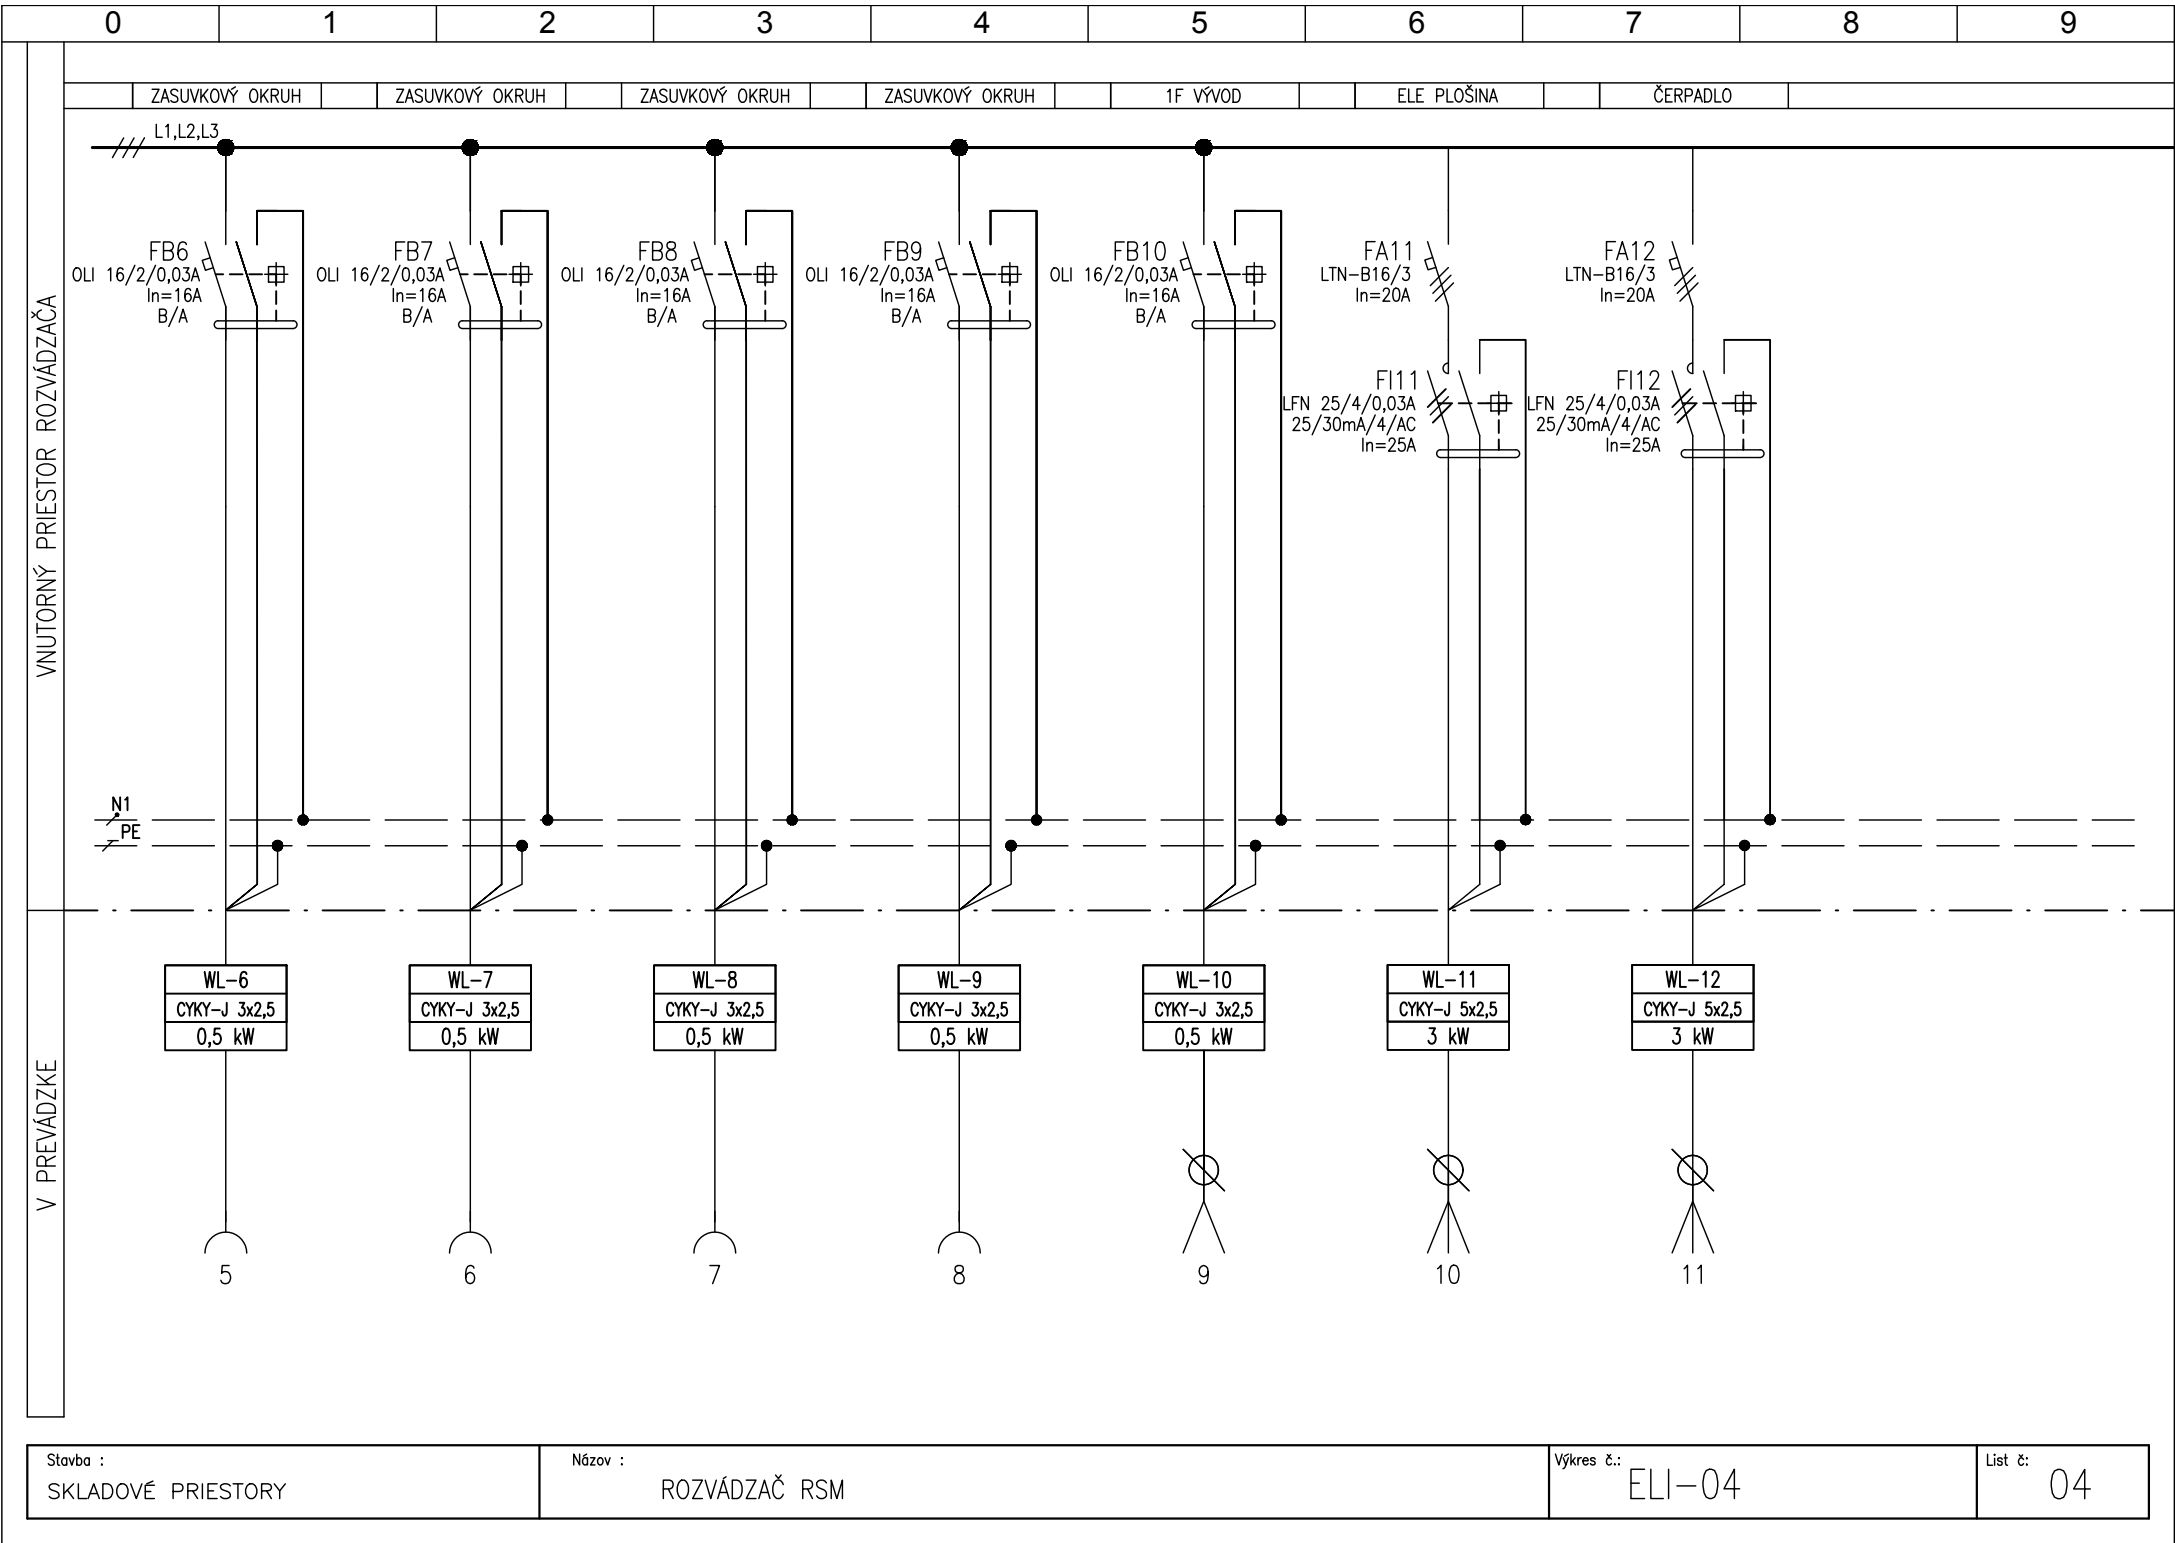 0 1 2 3 4 5 6 7 8 9
ZASUVKOVÝ OKRUH ZASUVKOVÝ OKRUH ZASUVKOVÝ OKRUH ZASUVKOVÝ OKRUH 1F VÝVOD ELE PLOŠINA ČERPADLO
L1,L2,L3
FB6
OLI 16/2/0,03A
In=16A
B/A
FB7
OLI 16/2/0,03A
In=16A
B/A
FB8
OLI 16/2/0,03A
In=16A
B/A
FB9
OLI 16/2/0,03A
In=16A
B/A
FB10
OLI 16/2/0,03A
In=16A
B/A
FA11
LTN-B16/3
In=20A
FI11
LFN 25/4/0,03A
25/30mA/4/AC
In=25A
FA12
LTN-B16/3
In=20A
FI12
LFN 25/4/0,03A
25/30mA/4/AC
In=25A
VNUTORNÝ PRIESTOR ROZVÁDZAČA
N1
PE
WL-6
CYKY-J 3x2,5
0,5 kW
WL-7
CYKY-J 3x2,5
0,5 kW
WL-8
CYKY-J 3x2,5
0,5 kW
WL-9
CYKY-J 3x2,5
0,5 kW
WL-10
CYKY-J 3x2,5
0,5 kW
WL-11
CYKY-J 5x2,5
3 kW
WL-12
CYKY-J 5x2,5
3 kW
V PREVÁDZKE
5 6 7 8 9 10 11
Stavba :
SKLADOVÉ PRIESTORY
Názov :
ROZVÁDZAČ RSM
Výkres č.:
ELI-04
List č:
04